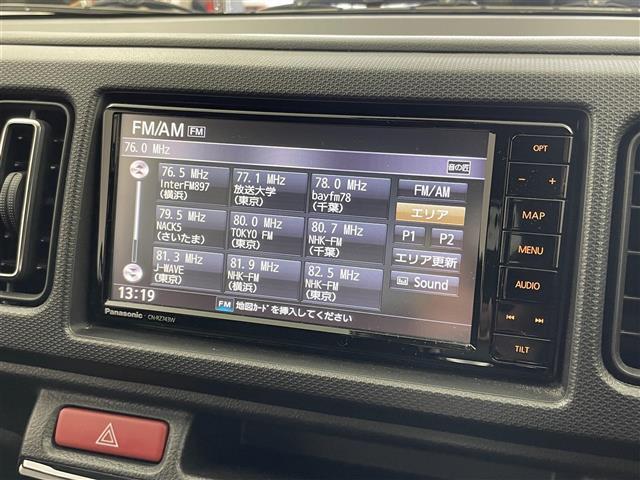 FM/AM FM
76.0 MHz
音の匠
76.5 MHz
InterFM897
(横浜)
77.1 MHz
放送大学
(東京)
78.0 MHz
bayfm78
(千葉)
79.5 MHz
NACK5
(さいたま)
80.0 MHz
TOKYO FM
(東京)
80.7 MHz
NHK-FM
(千葉)
81.3 MHz
J-WAVE
(東京)
81.9 MHz
NHK-FM
(横浜)
82.5 MHz
NHK-FM
(東京)
FM/AM
エリア
P1 P2
エリア更新
Sound
13:19
FM 地図ｶｰﾄﾞを挿入してください。
Panasonic CN-RZ743W
OPT
− +
MAP
MENU
AUDIO
TILT